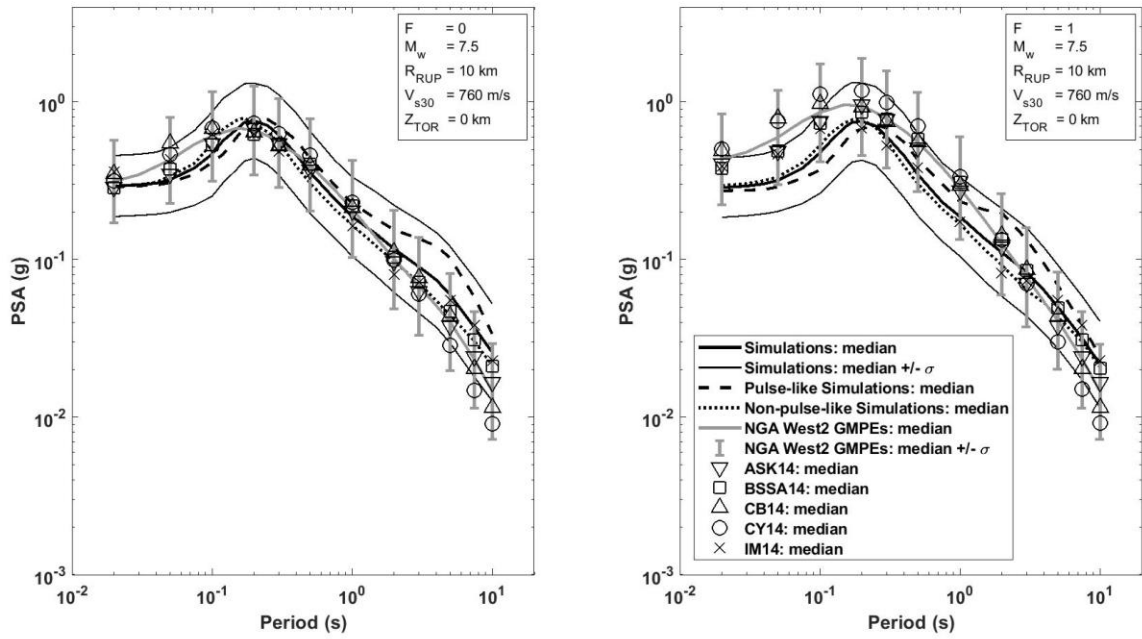 F = 0
M_w = 7.5
R_RUP = 10 km
V_s30 = 760 m/s
Z_TOR = 0 km
10^0
10^-1
10^-2
10^-3
PSA (g)
10^-2
10^-1
10^0
10^1
Period (s)
F = 1
M_w = 7.5
R_RUP = 10 km
V_s30 = 760 m/s
Z_TOR = 0 km
10^0
10^-1
10^-2
10^-3
PSA (g)
Simulations: median
Simulations: median +/- σ
Pulse-like Simulations: median
Non-pulse-like Simulations: median
NGA West2 GMPEs: median
NGA West2 GMPEs: median +/- σ
ASK14: median
BSSA14: median
CB14: median
CY14: median
IM14: median
10^-2
10^-1
10^0
10^1
Period (s)